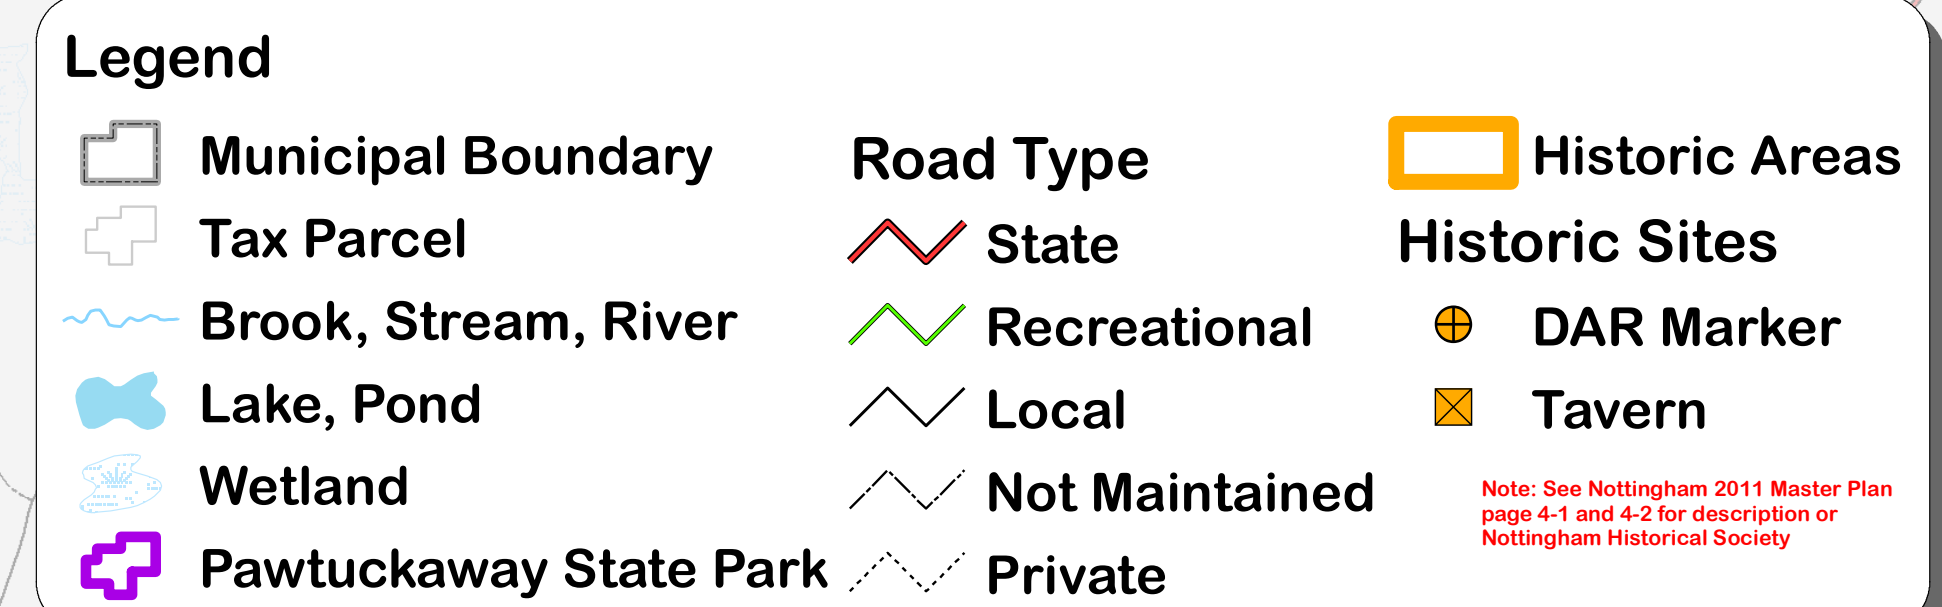 Legend
Municipal Boundary
Tax Parcel
Brook, Stream, River
Lake, Pond
Wetland
Pawtuckaway State Park
Road Type
State
Recreational
Local
Not Maintained
Private
Historic Areas
Historic Sites
DAR Marker
Tavern
Note: See Nottingham 2011 Master Plan
page 4-1 and 4-2 for description or
Nottingham Historical Society